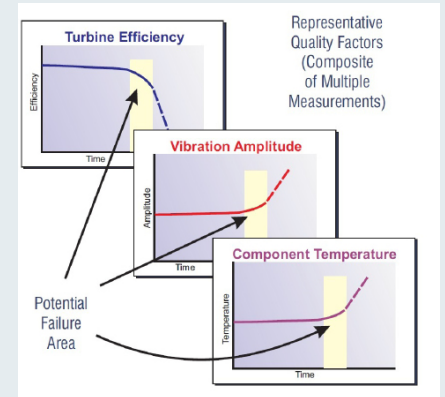 Turbine Efficiency
Efficiency
Time
Representative
Quality Factors
(Composite
of Multiple
Measurements)
Vibration Amplitude
Amplitude
Time
Component Temperature
Temperature
Time
Potential
Failure
Area